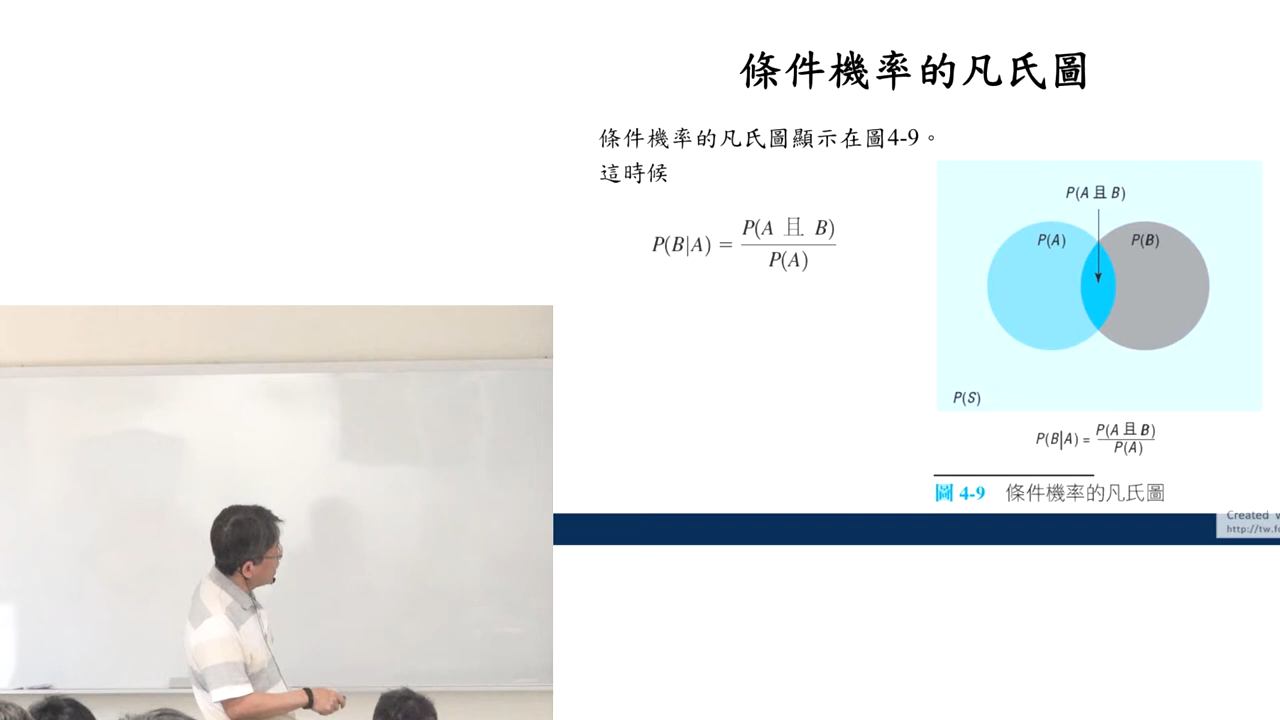 條件機率的凡氏圖
條件機率的凡氏圖顯示在圖4-9。
這時候
P(B|A) = P(A 且 B) / P(A)
P(A 且 B)
P(A)
P(B)
P(S)
P(B|A) = P(A 且 B) / P(A)
圖 4-9 條件機率的凡氏圖
Created
http://tw.